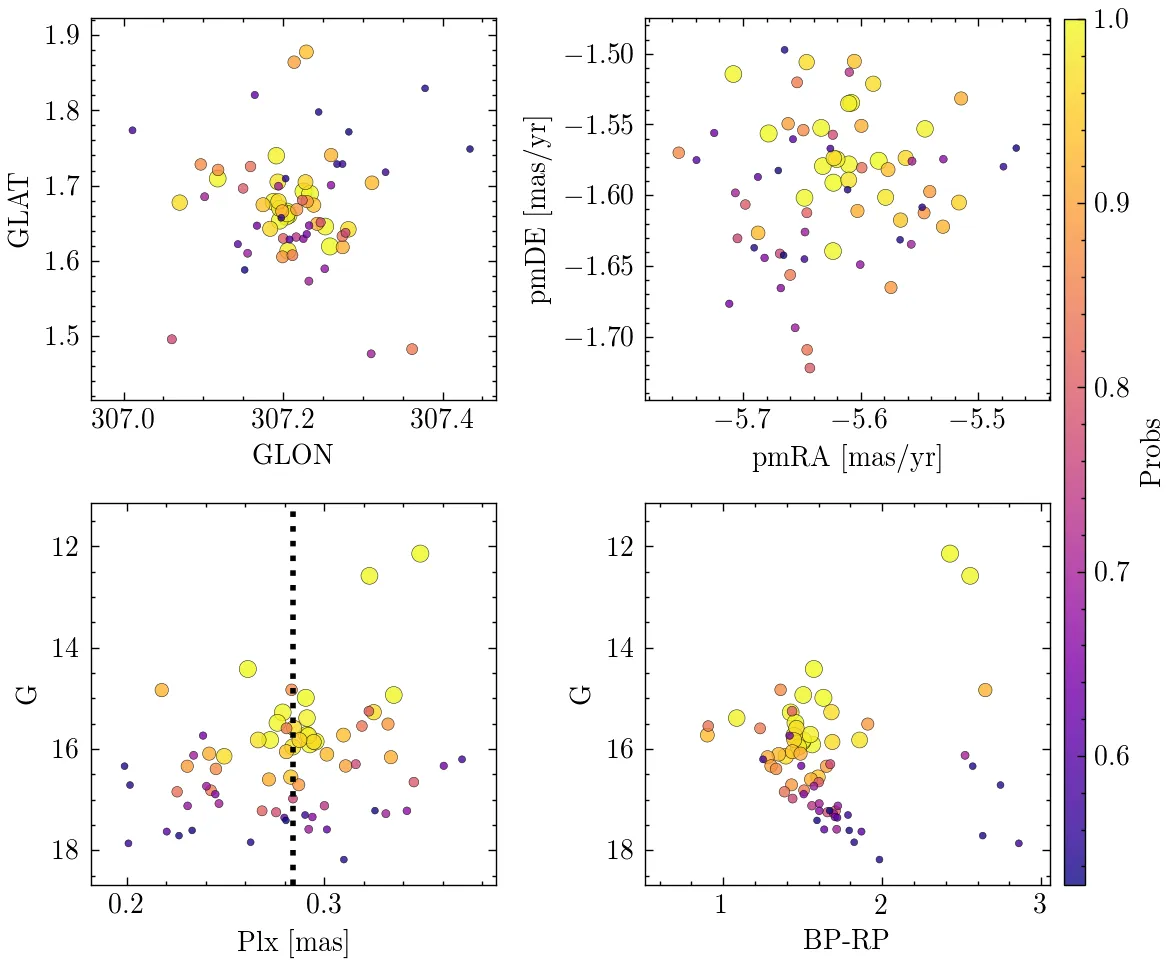 1.9
1.8
1.7
1.6
1.5
GLAT
307.0 307.2 307.4
GLON
−1.50
−1.55
−1.60
−1.65
−1.70
pmDE [mas/yr]
−5.7 −5.6 −5.5
pmRA [mas/yr]
1.0
0.9
0.8
0.7
0.6
Probs
12
14
16
18
G
0.2 0.3
Plx [mas]
12
14
16
18
G
1 2 3
BP-RP